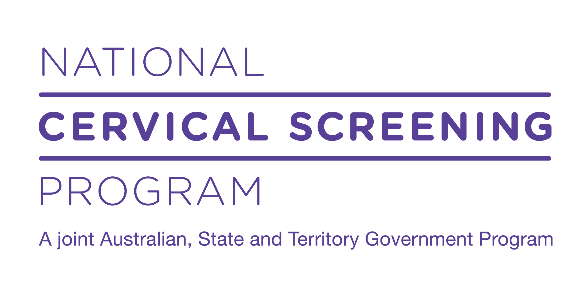 NATIONAL
CERVICAL SCREENING
PROGRAM
A joint Australian, State and Territory Government Program